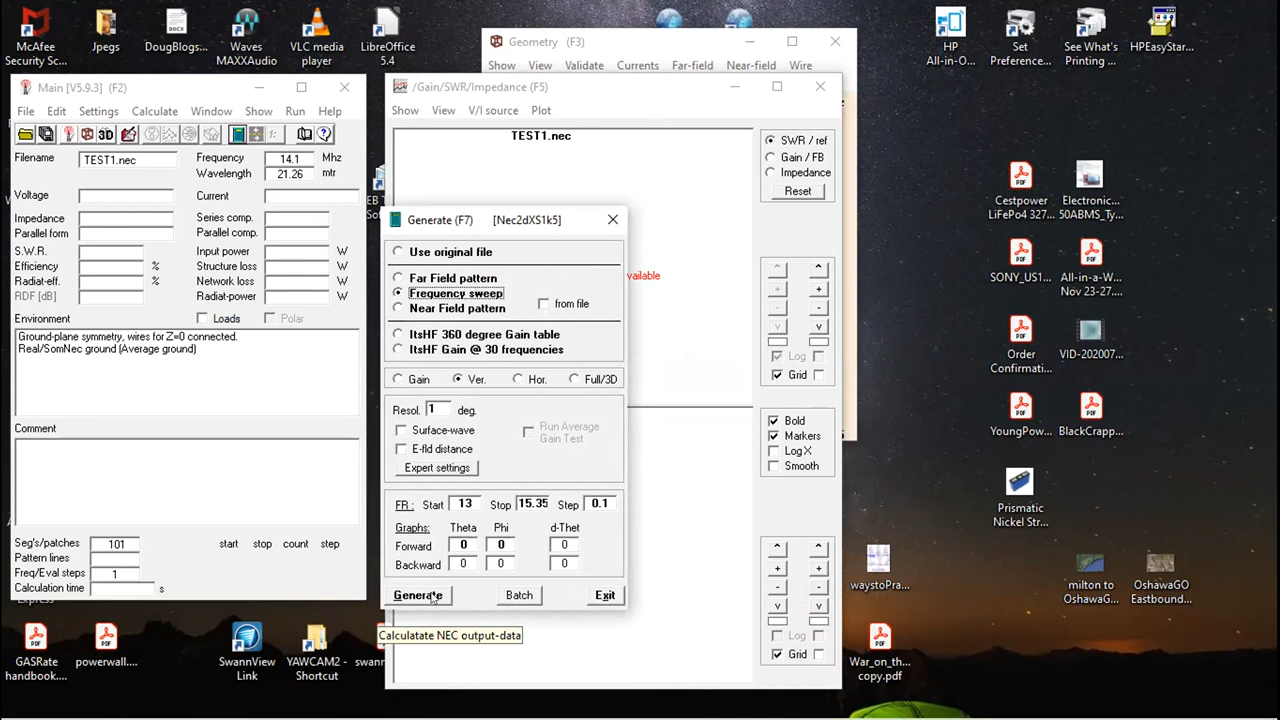 McAfee
Security Sc...
Jpegs
DougBlogs...
Waves
MAXXAudio
VLC media
player
LibreOffice
5.4
HP
All-in-O...
Set
Preference...
See What's
Printing ...
HPEasyStar...
Geometry (F3)
Show View Validate Currents Far-field Near-field Wire
Main [V5.9.3] (F2)
File Edit Settings Calculate Window Show Run Help
3D
Filename TEST1.nec Frequency 14.1 Mhz
Wavelength 21.26 mtr
Voltage Current
Impedance Series comp.
Parallel form Parallel comp.
S.W.R. Input power W
Efficiency % Structure loss W
Radiat-eff. % Network loss W
RDF [dB] Radiat-power W
Environment Loads Polar
Ground-plane symmetry, wires for Z=0 connected.
Real/SomNec ground (Average ground)
Comment
Seg's/patches 101 start stop count step
Pattern lines
Freq/Eval steps 1
Calculation time s
/Gain/SWR/Impedance (F5)
Show View V/I source Plot
TEST1.nec
vailable
SWR / ref
Gain / FB
Impedance
Reset
Log
Grid
Bold
Markers
Log X
Smooth
Log
Grid
Generate (F7) [Nec2dXS1k5]
Use original file
Far Field pattern
Frequency sweep
Near Field pattern
from file
ItsHF 360 degree Gain table
ItsHF Gain @ 30 frequencies
Gain Ver. Hor. Full/3D
Resol. 1 deg.
Surface-wave
E-fld distance
Run Average
Gain Test
Expert settings
FR : Start 13 Stop 15.35 Step 0.1
Graphs: Theta Phi d-Thet
Forward 0 0 0
Backward 0 0 0
Generate Batch Exit
Calculatate NEC output-data
Cestpower
LiFePo4 327...
Electronic...
50ABMS_Ty...
SONY_US1...
All-in-a-W...
Nov 23-27...
Order
Confirmati...
VID-202007...
YoungPow...
BlackCrapp...
Prismatic
Nickel Str...
waystoPra...
milton to
OshawaG...
OshawaGO
Eastbound...
War_on_th...
copy.pdf
Express
GASRate
handbook....
powerwall....
SwannView
Link
YAWCAM2 -
Shortcut
swann